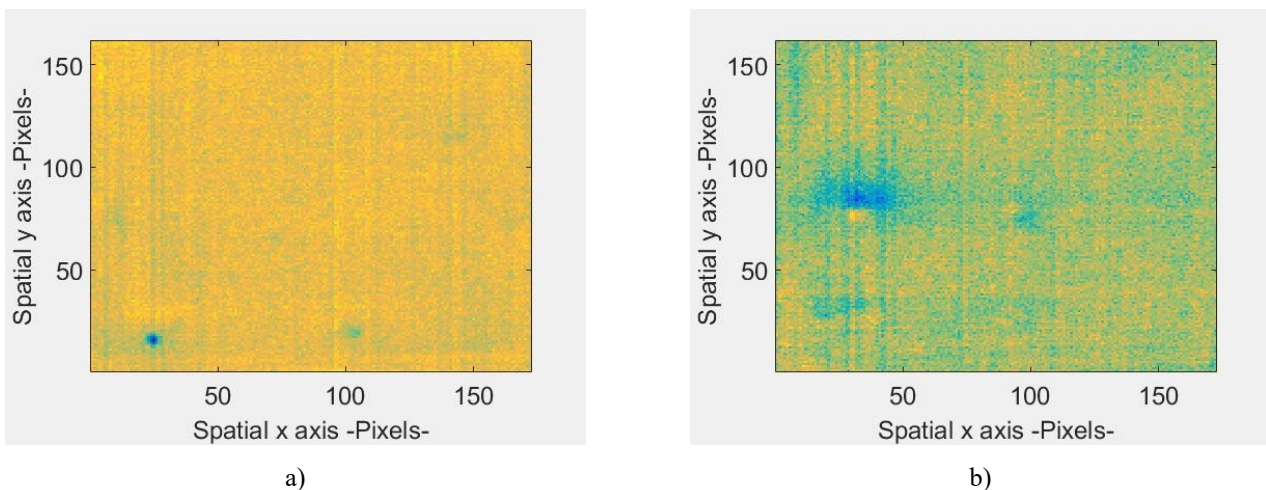 150
100
50
50 100 150
Spatial y axis -Pixels-
Spatial x axis -Pixels-
a)
150
100
50
50 100 150
Spatial y axis -Pixels-
Spatial x axis -Pixels-
b)